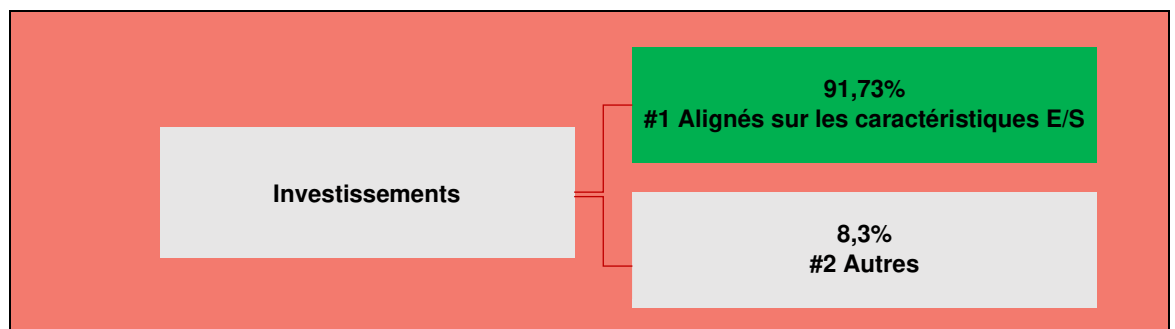 Investissements
91,73%
#1 Alignés sur les caractéristiques E/S
8,3%
#2 Autres